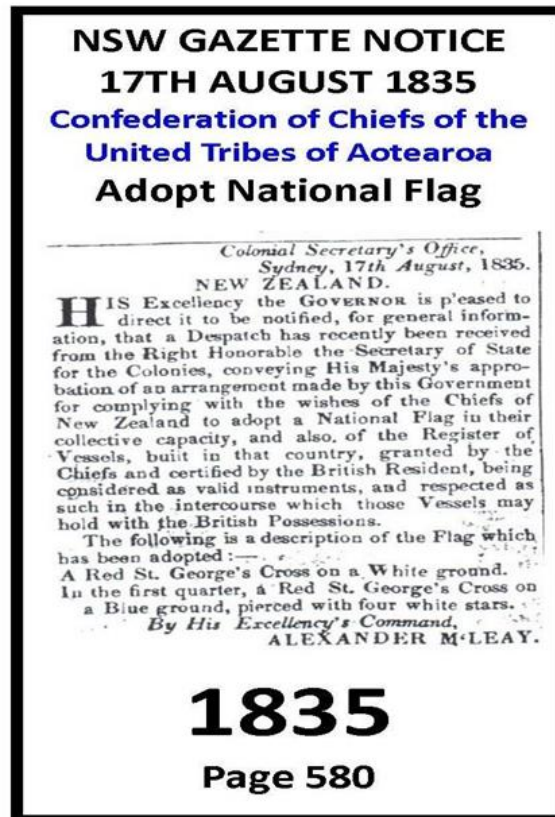 NSW GAZETTE NOTICE
17TH AUGUST 1835
Confederation of Chiefs of the
United Tribes of Aotearoa
Adopt National Flag
Colonial Secretary's Office,
Sydney, 17th August, 1835.
NEW ZEALAND.
HIS Excellency the GOVERNOR is p'eased to
direct it to be notified, for general inform-
ation, that a Despatch has recently been received
from the Right Honorable the Secretary of State
for the Colonies, conveying His Majesty's appro-
bation of an arrangement made by this Government
for complying with the wishes of the Chiefs of
New Zealand to adopt a National Flag in their
collective capacity, and also, of the Register of
Vessels, built in that country, granted by the
Chiefs and certified by the British Resident, being
considered as valid instruments, and respected as
such in the intercourse which those Vessels may
hold with the British Possessions.
The following is a description of the Flag which
has been adopted:—
A Red St. George's Cross on a White ground.
In the first quarter, a Red St. George's Cross on
a Blue ground, pierced with four white stars.
By His Excellency's Command,
ALEXANDER M'LEAY.
1835
Page 580